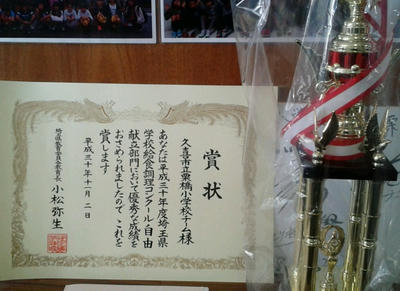 賞状
久喜市立栗橋小学校チーム様
あなたは平成三十年度埼玉県
学校給食調理コンクール自由
献立部門において優秀な成績を
おさめられましたので これを
賞します
平成三十年十一月二日
埼玉県教育委員会教育長 小松弥生